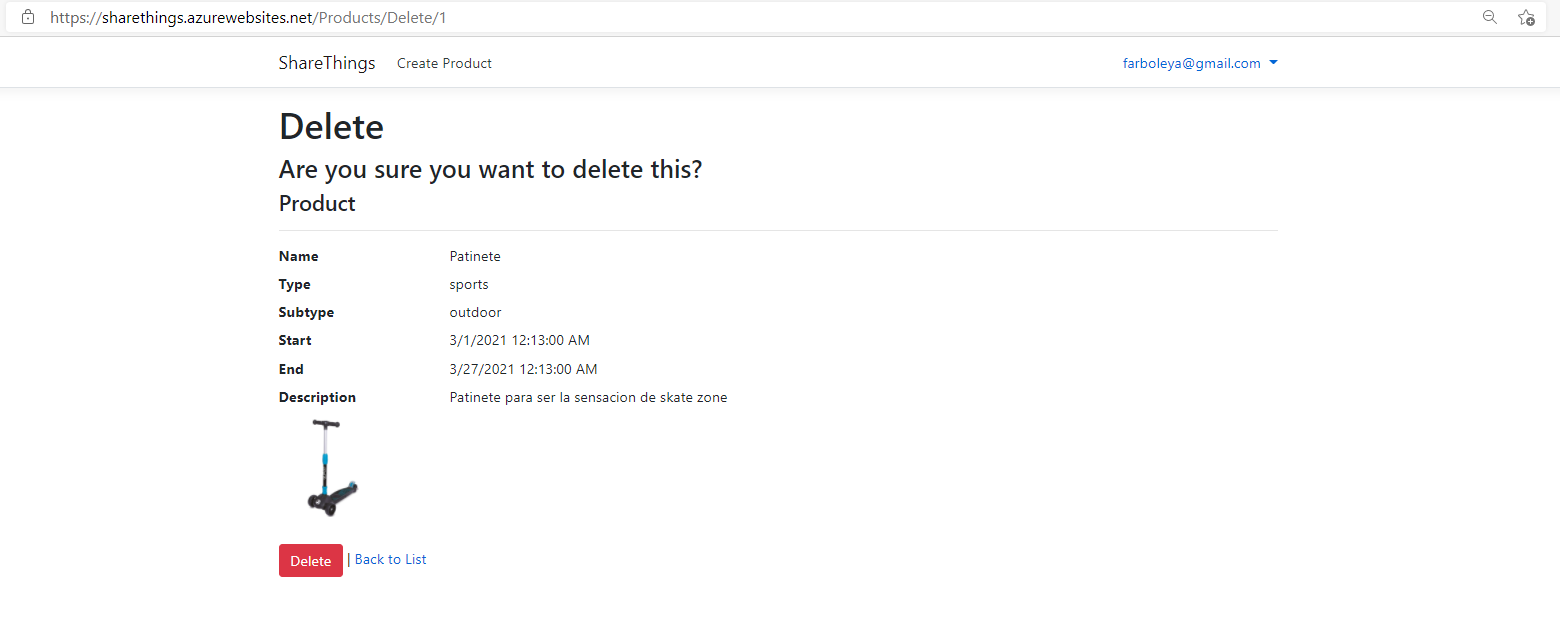 https://sharethings.azurewebsites.net/Products/Delete/1
ShareThings Create Product farboleya@gmail.com
Delete
Are you sure you want to delete this?
Product
Name Patinete
Type sports
Subtype outdoor
Start 3/1/2021 12:13:00 AM
End 3/27/2021 12:13:00 AM
Description Patinete para ser la sensacion de skate zone
Delete | Back to List